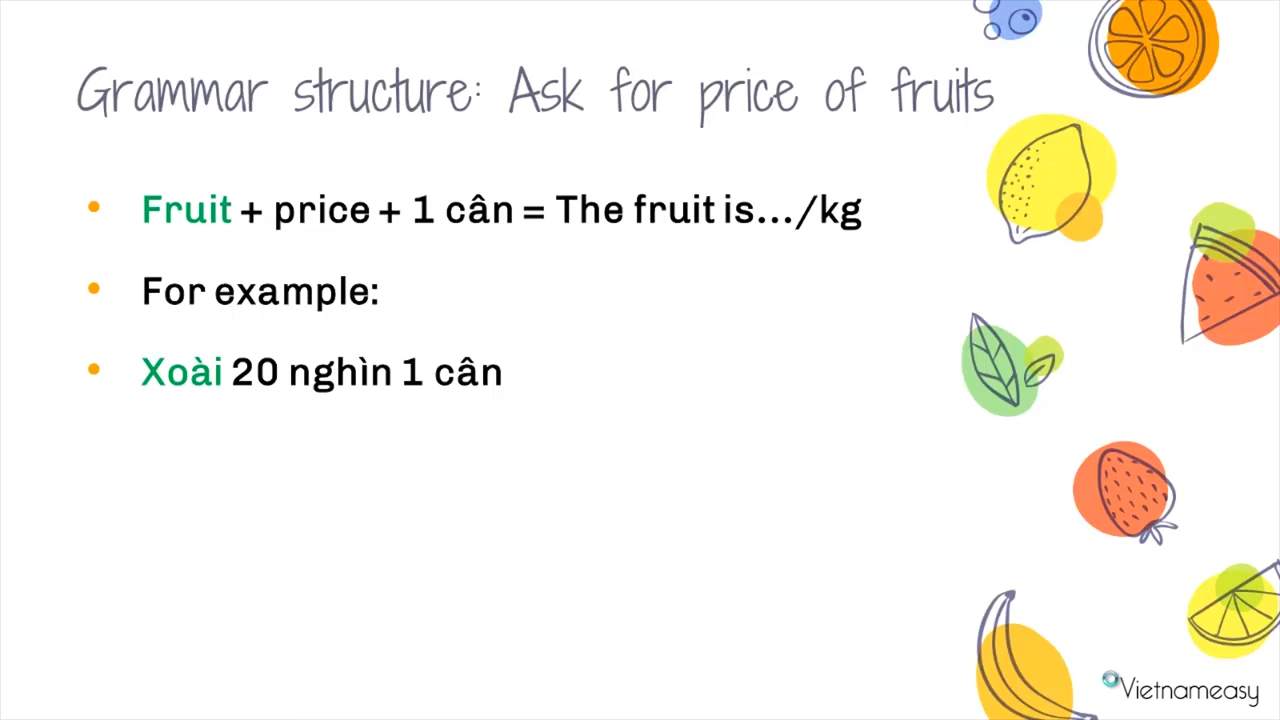 Grammar structure: Ask for price of fruits
• Fruit + price + 1 cân = The fruit is.../kg
• For example:
• Xoài 20 nghìn 1 cân
Vietnameasy